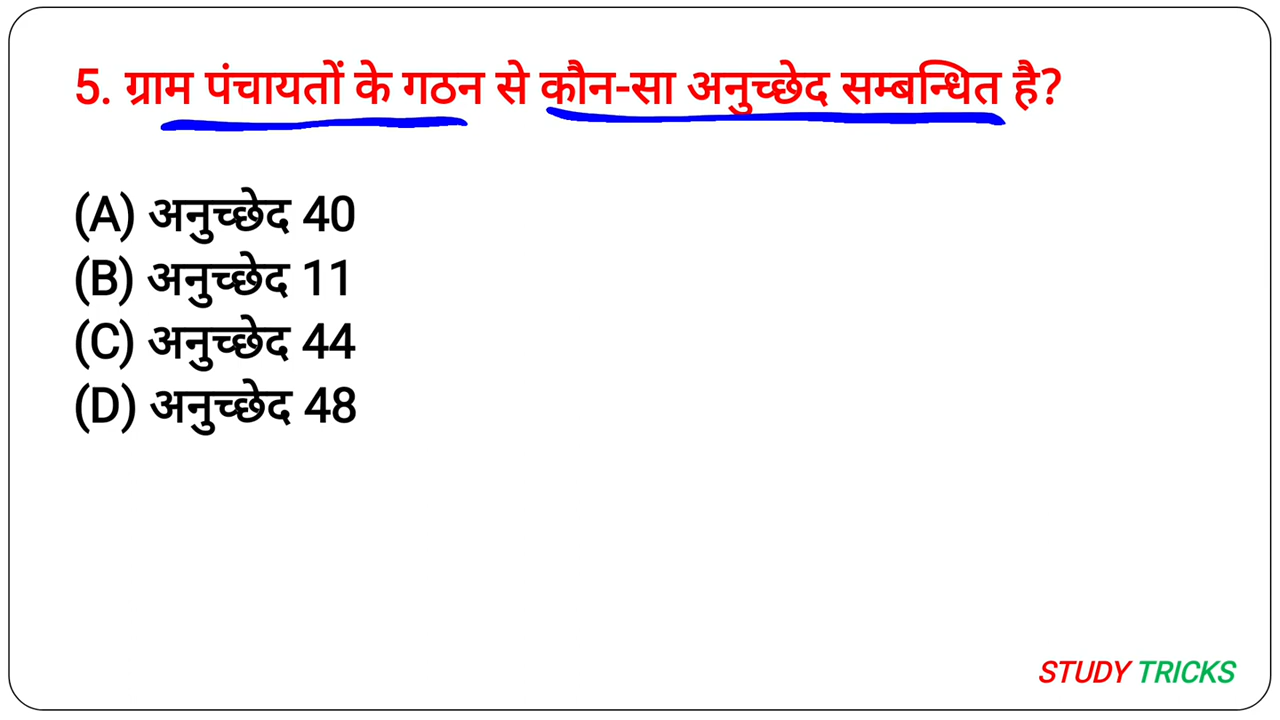 5. ग्राम पंचायतों के गठन से कौन-सा अनुच्छेद सम्बन्धित है?
(A) अनुच्छेद 40
(B) अनुच्छेद 11
(C) अनुच्छेद 44
(D) अनुच्छेद 48
STUDY TRICKS